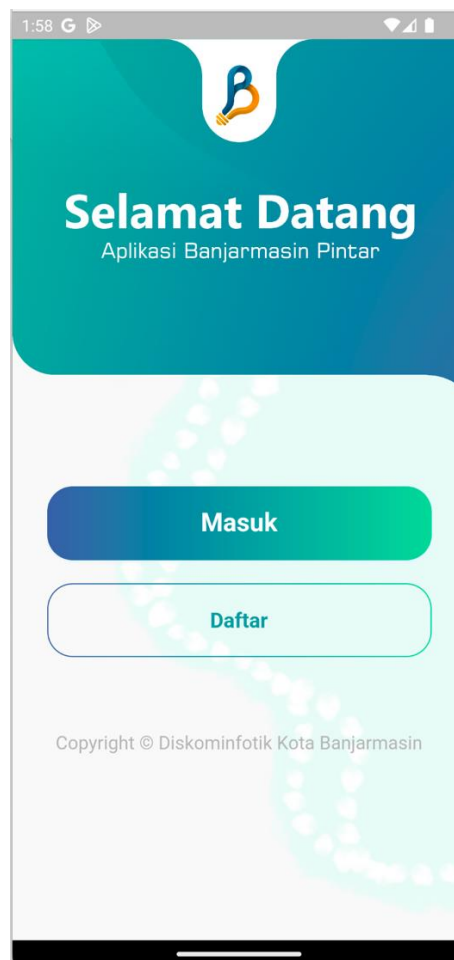 1:58
Selamat Datang
Aplikasi Banjarmasin Pintar
Masuk
Daftar
Copyright © Diskominfotik Kota Banjarmasin